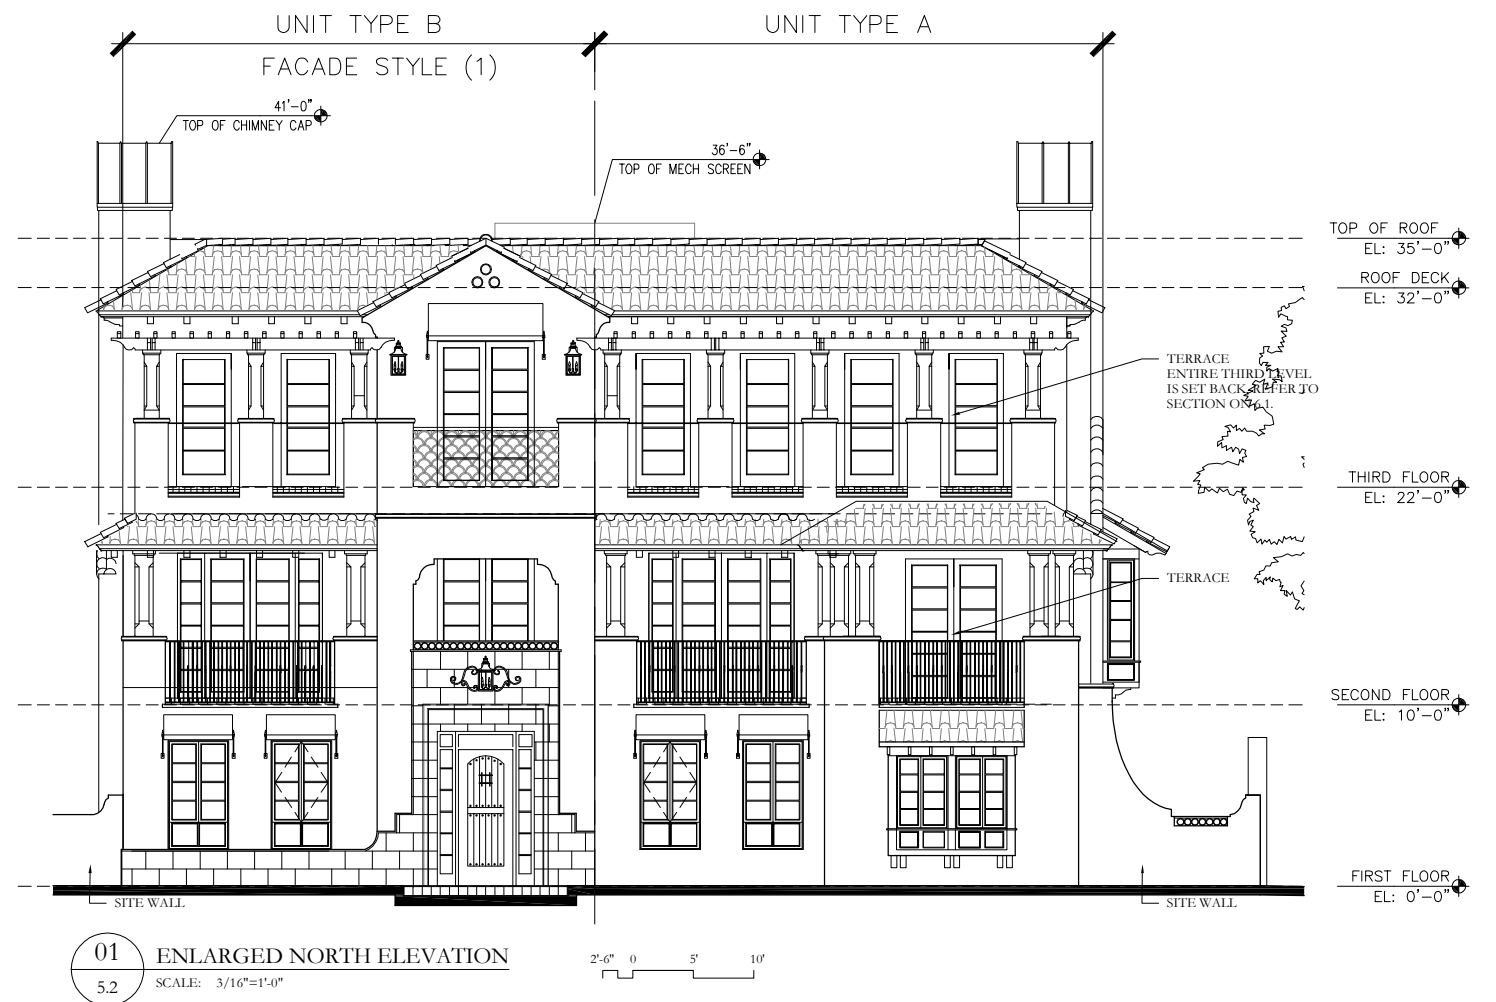 UNIT TYPE B
UNIT TYPE A
FACADE STYLE (1)
41'-0"
TOP OF CHIMNEY CAP
36'-6"
TOP OF MECH SCREEN
TOP OF ROOF
EL: 35'-0"
ROOF DECK
EL: 32'-0"
TERRACE
ENTIRE THIRD LEVEL
IS SET BACK. REFER TO
SECTION ON 6.1.
THIRD FLOOR
EL: 22'-0"
TERRACE
SECOND FLOOR
EL: 10'-0"
FIRST FLOOR
EL: 0'-0"
SITE WALL
SITE WALL
01
5.2
ENLARGED NORTH ELEVATION
SCALE: 3/16"=1'-0"
2'-6" 0 5' 10'